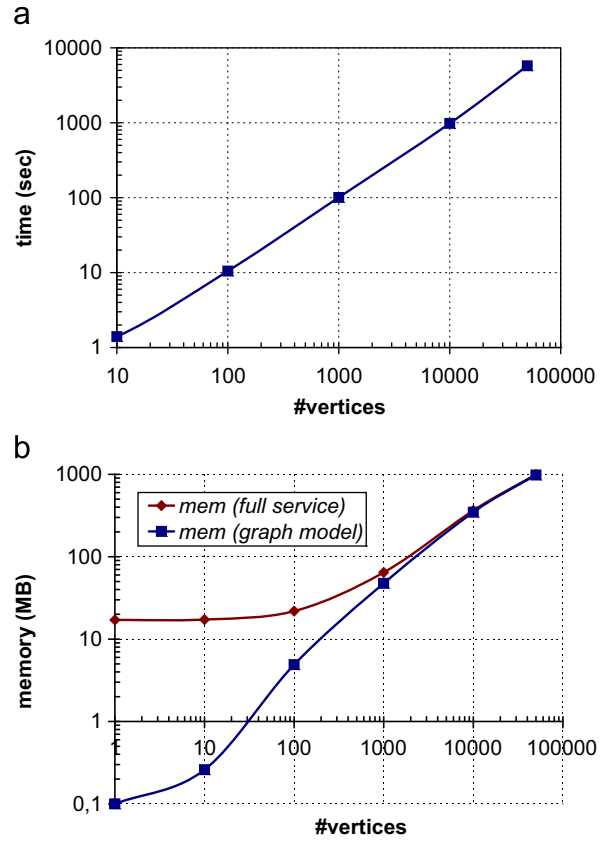 a
10000
1000
100
10
1
time (sec)
10 100 1000 10000 100000
#vertices
b
1000
100
10
1
0,1
memory (MB)
mem (full service)
mem (graph model)
1 10 100 1000 10000 100000
#vertices